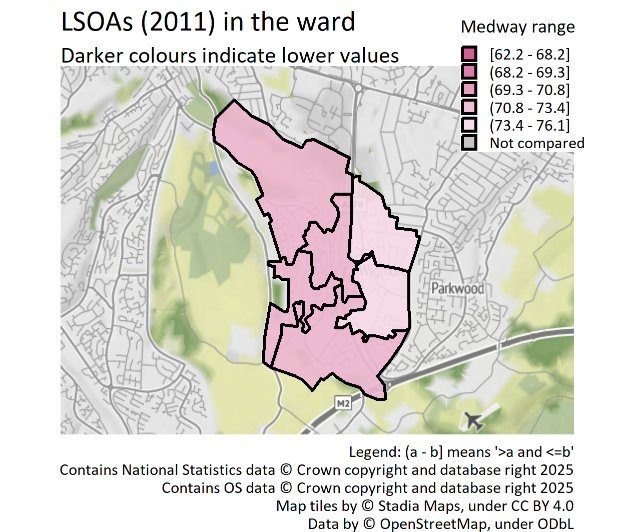 LSOAs (2011) in the ward
Darker colours indicate lower values
Medway range
[62.2 - 68.2]
(68.2 - 69.3]
(69.3 - 70.8]
(70.8 - 73.4]
(73.4 - 76.1]
Not compared
Parkwood
M2
Legend: (a - b] means '>a and <=b'
Contains National Statistics data © Crown copyright and database right 2025
Contains OS data © Crown copyright and database right 2025
Map tiles by © Stadia Maps, under CC BY 4.0
Data by © OpenStreetMap, under ODbL